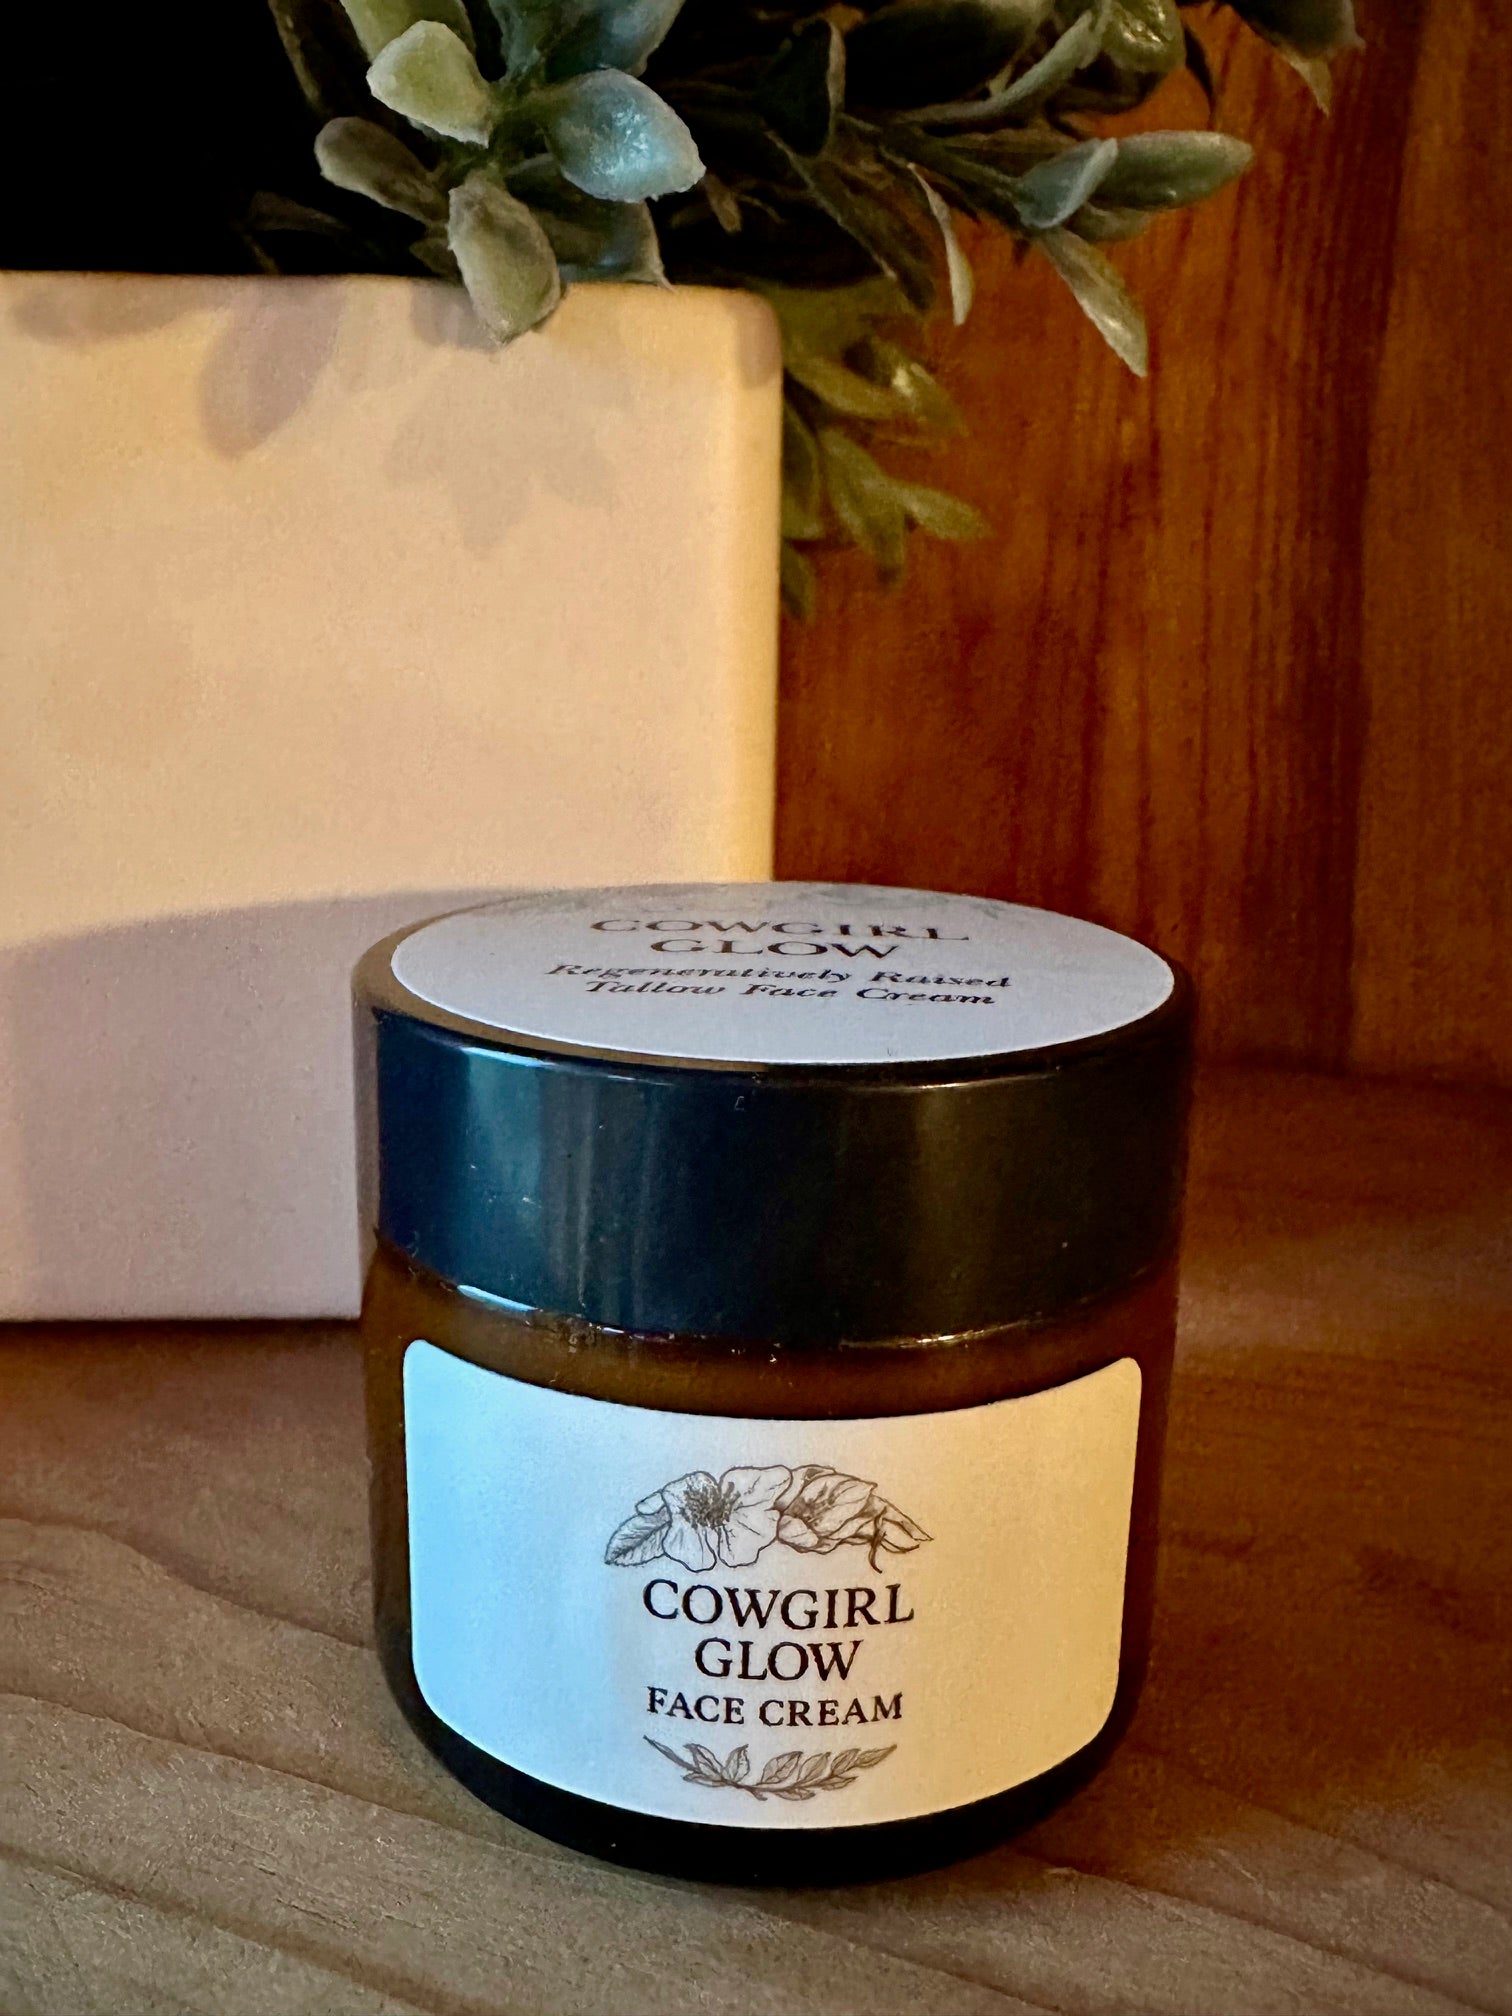 COWGIRL
GLOW
Regeneratively Raised
Tallow Face Cream
COWGIRL
GLOW
FACE CREAM